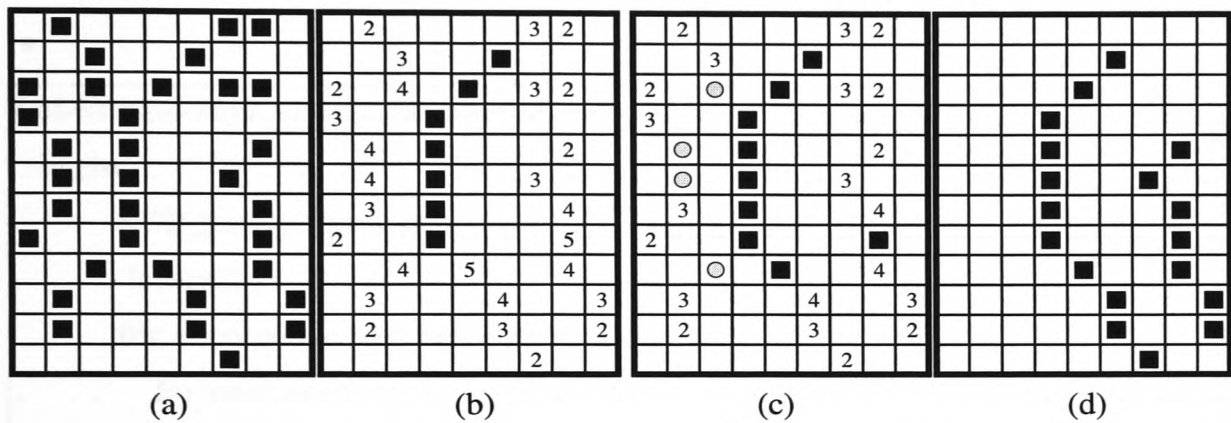 2 3 2 2 3 2
3 3
2 4 3 2 2 3 2
3 3
4 2 2
4 3 3
3 4 3 4
2 5 2
4 5 4 4
3 4 3 3 4 3
2 3 2 2 3 2
2 2
(a) (b) (c) (d)